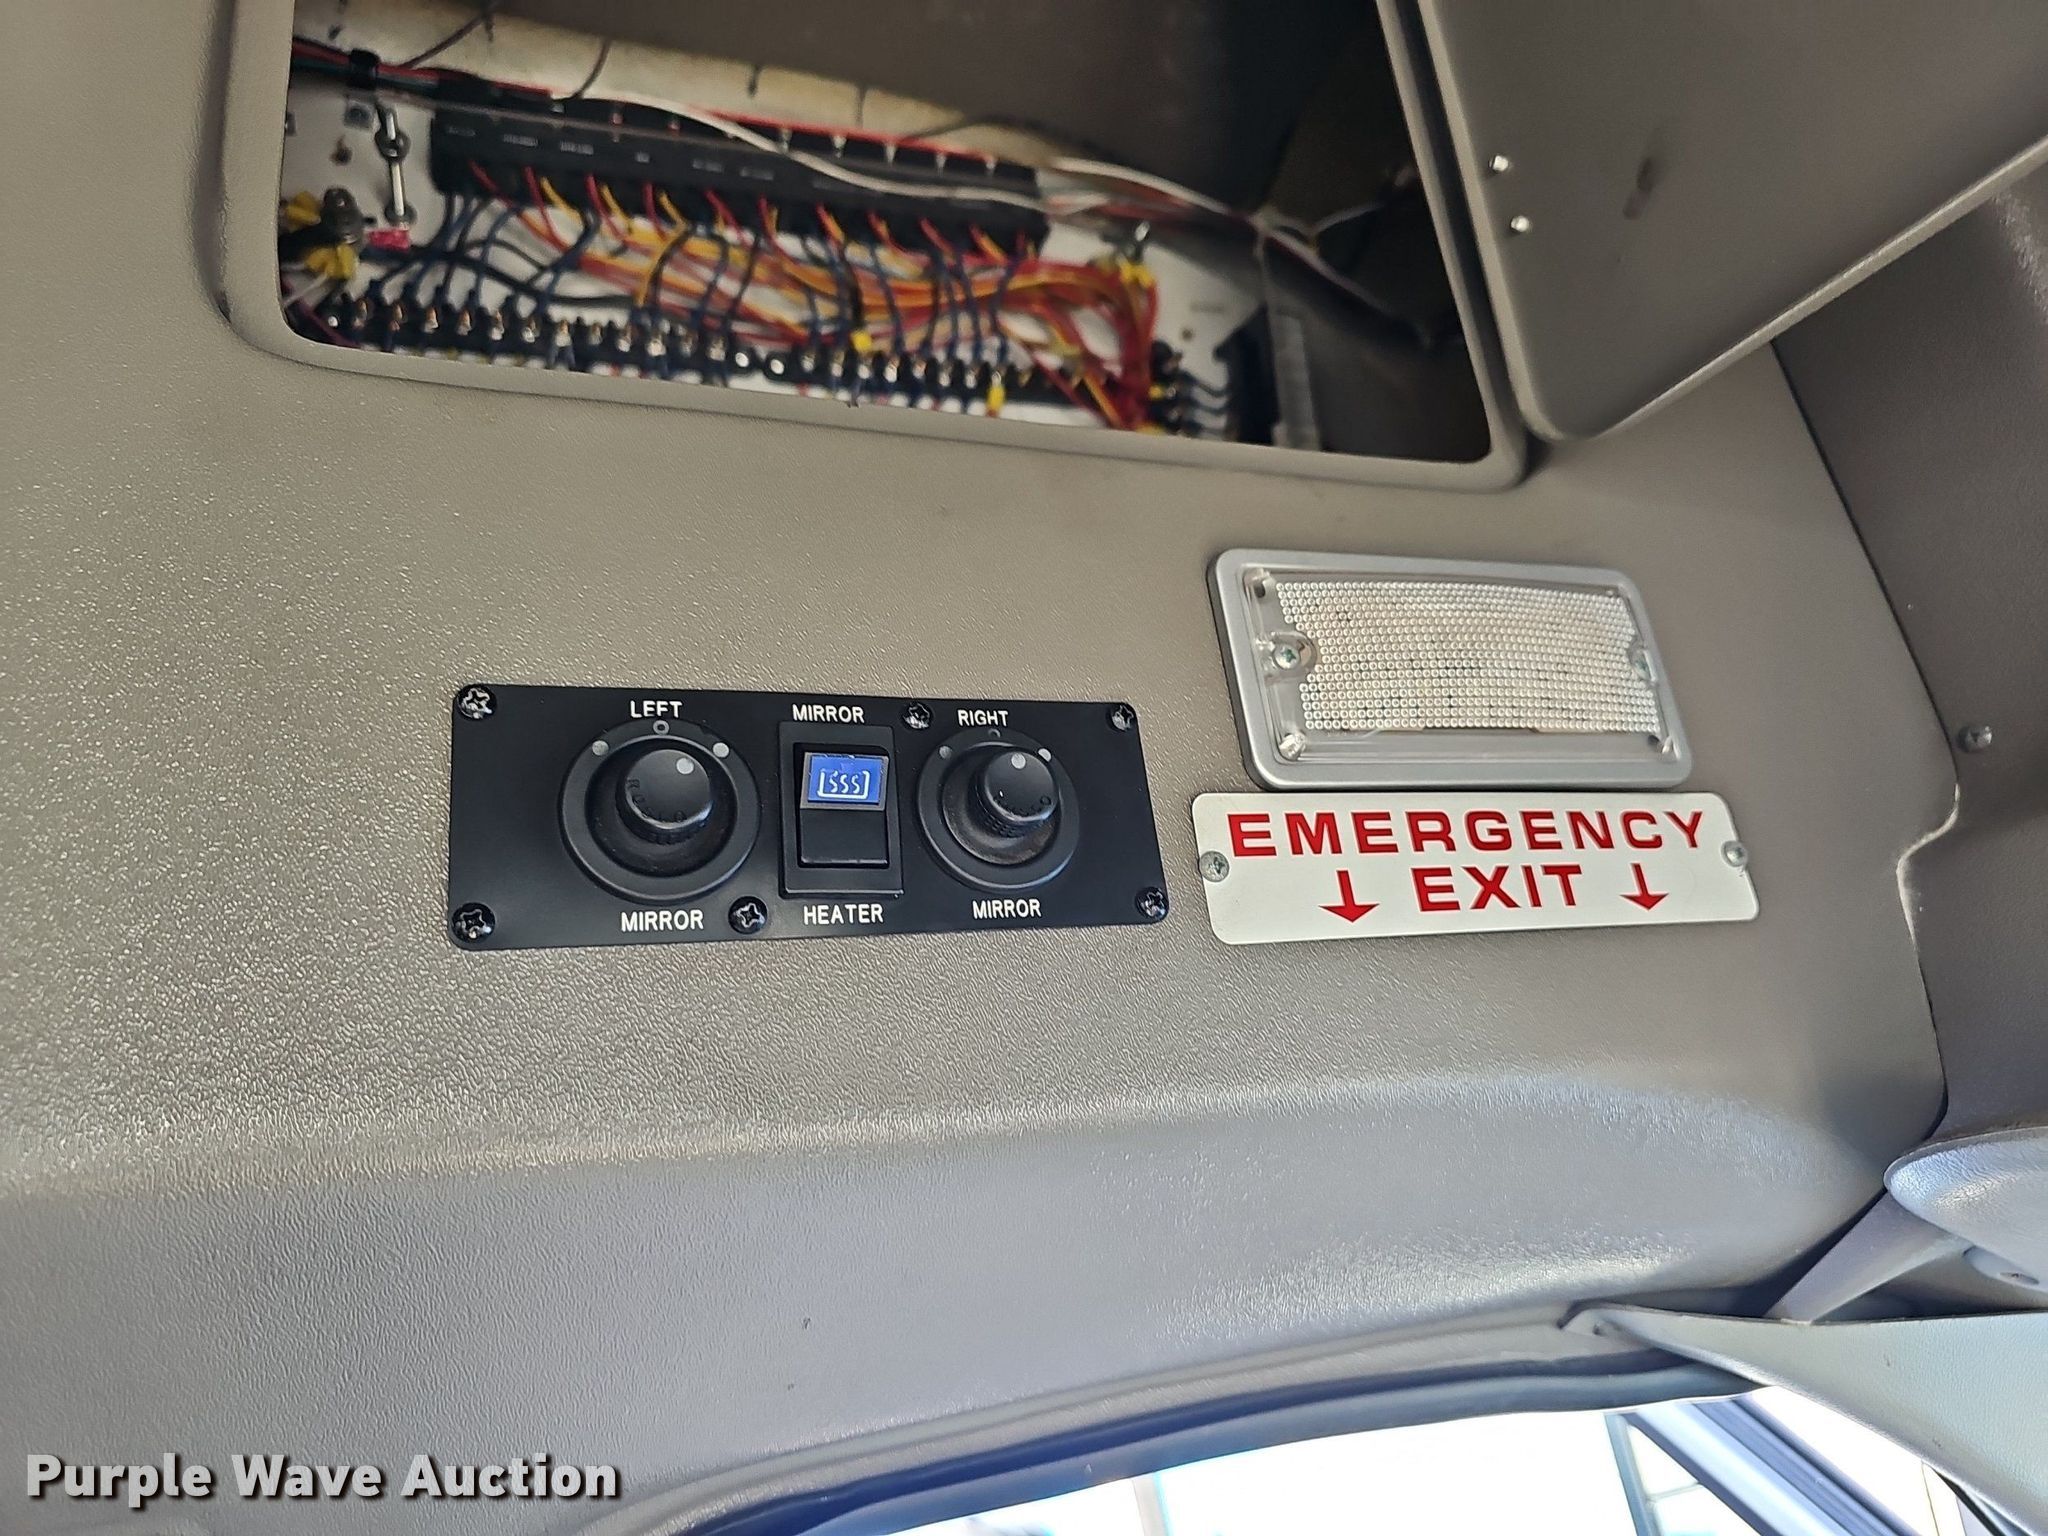 LEFT
MIRROR
RIGHT
MIRROR
HEATER
MIRROR
EMERGENCY
↓ EXIT ↓
Purple Wave Auction